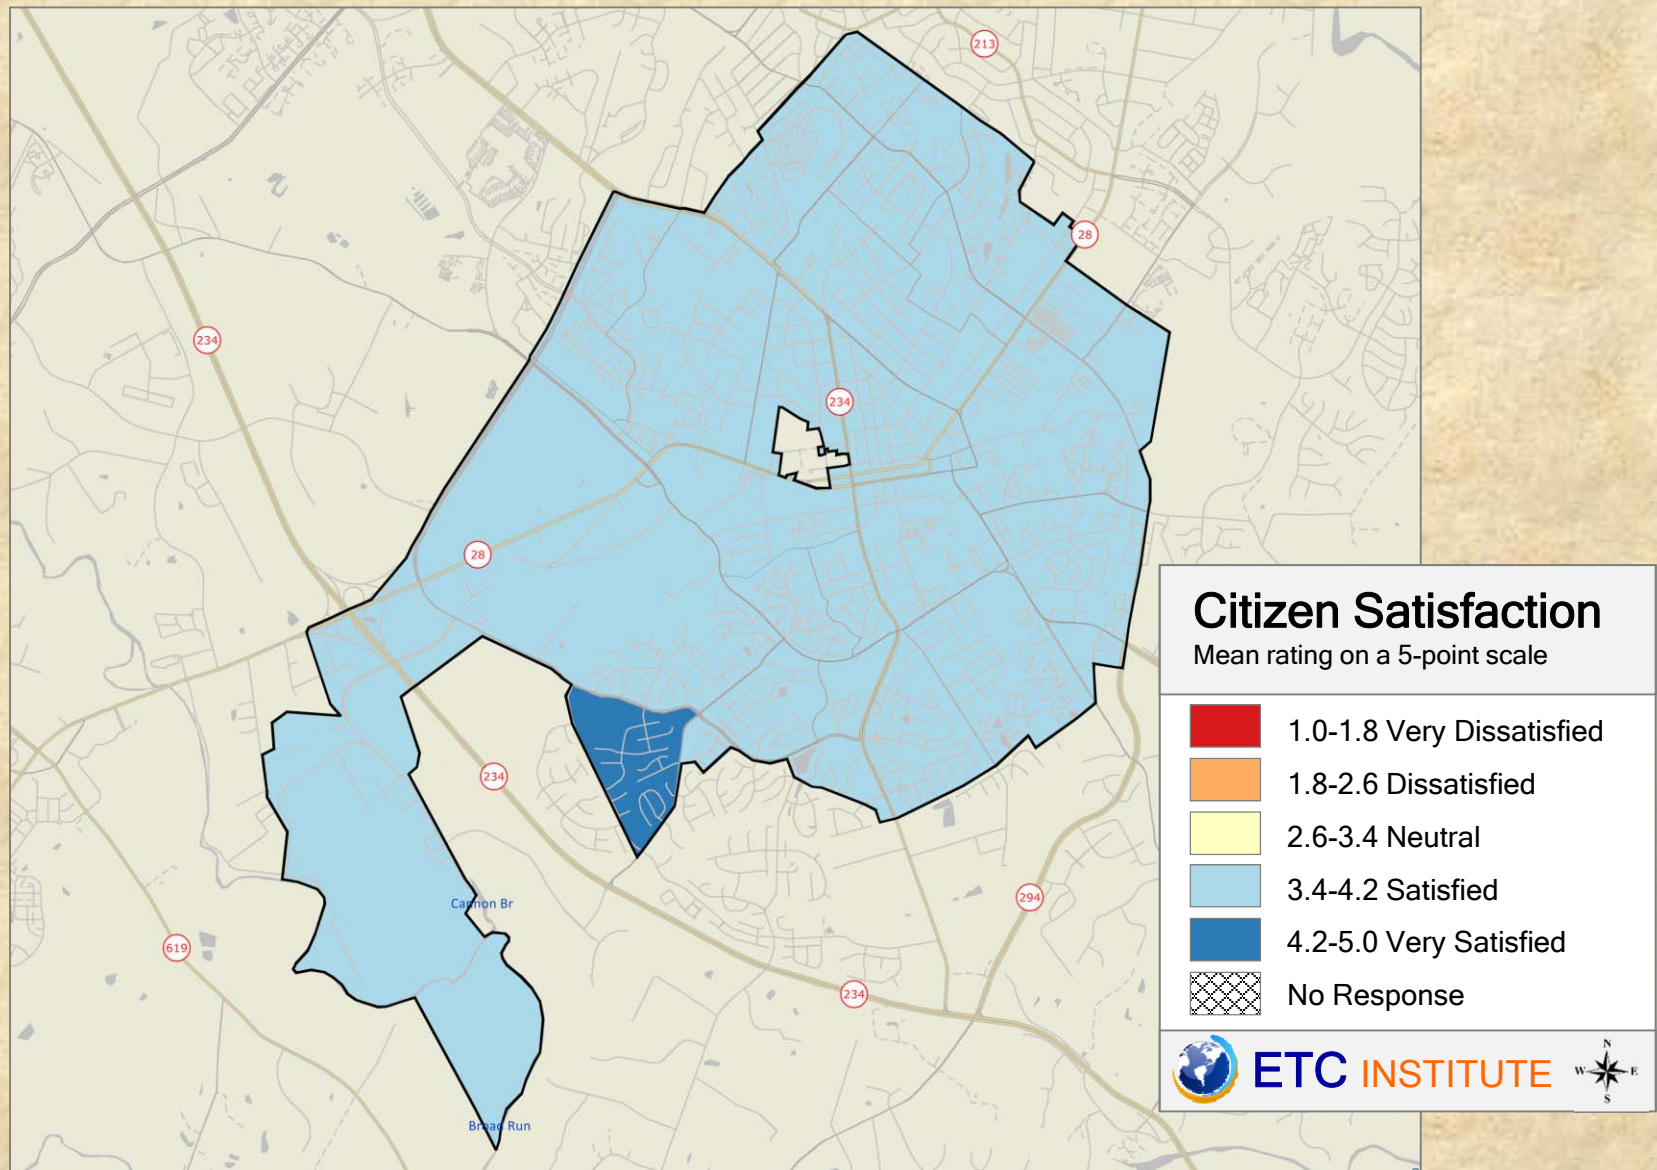 213
28
234
234
28
234
Cannon Br
294
619
234
Broad Run
Citizen Satisfaction
Mean rating on a 5-point scale
1.0-1.8 Very Dissatisfied
1.8-2.6 Dissatisfied
2.6-3.4 Neutral
3.4-4.2 Satisfied
4.2-5.0 Very Satisfied
No Response
ETC INSTITUTE
N
W E
S